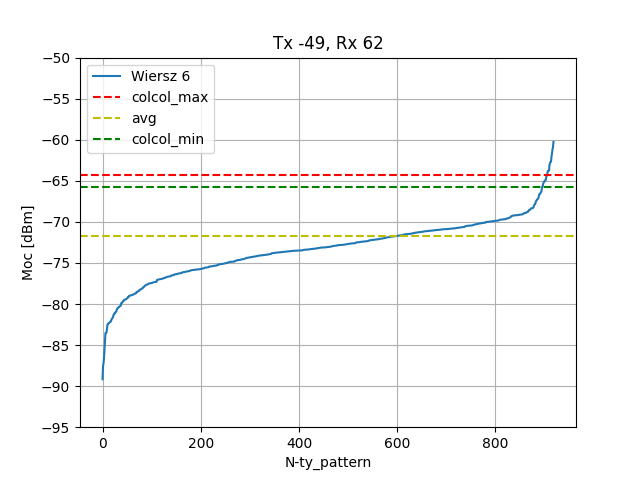 Tx -49, Rx 62
Wiersz 6
colcol_max
avg
colcol_min
−50
−55
−60
−65
−70
−75
−80
−85
−90
−95
Moc [dBm]
0 200 400 600 800
N-ty_pattern